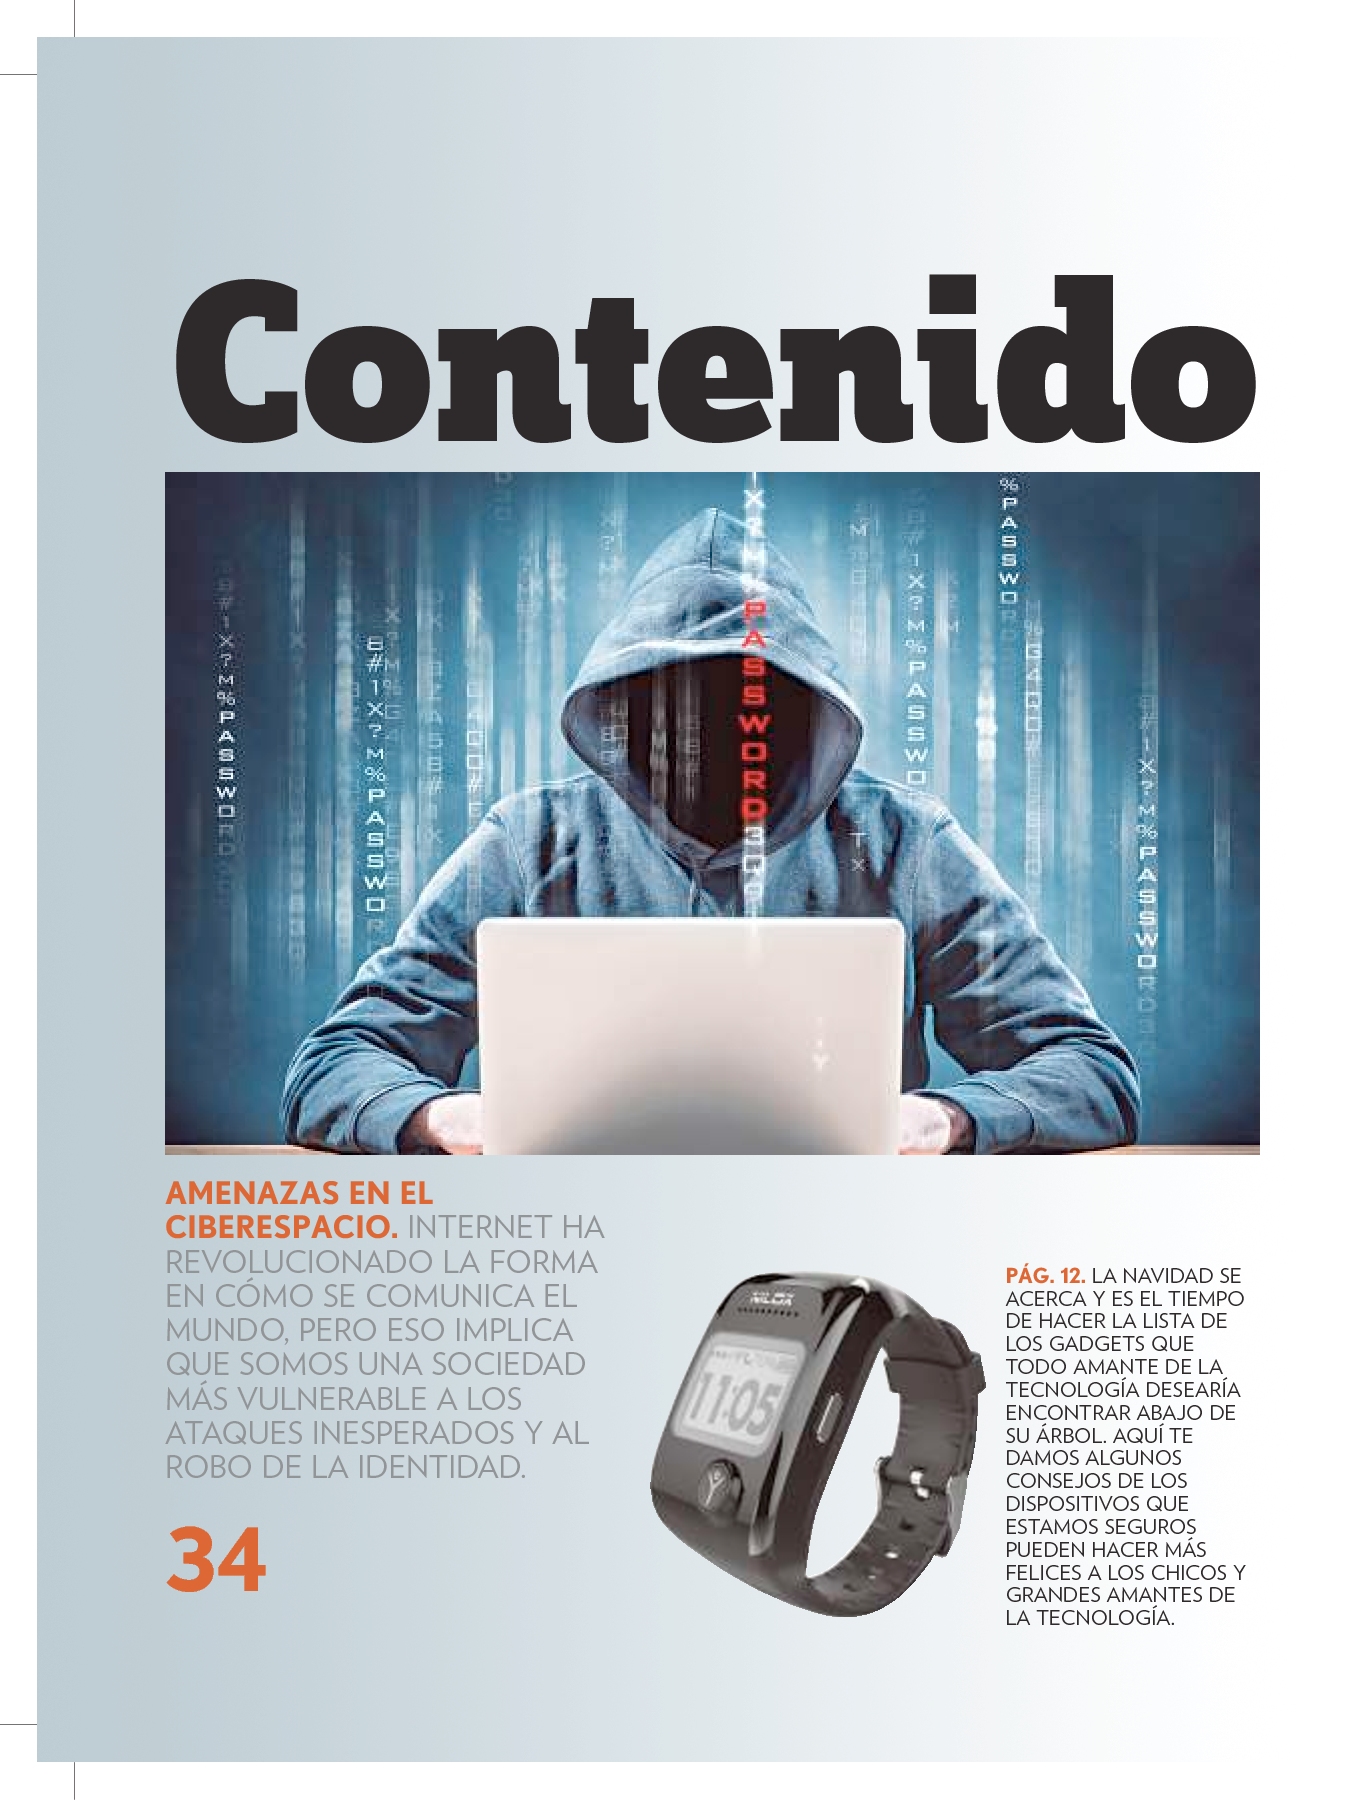 Contenido
PASSWORD
AMENAZAS EN EL
CIBERESPACIO. INTERNET HA
REVOLUCIONADO LA FORMA
EN CÓMO SE COMUNICA EL
MUNDO, PERO ESO IMPLICA
QUE SOMOS UNA SOCIEDAD
MÁS VULNERABLE A LOS
ATAQUES INESPERADOS Y AL
ROBO DE LA IDENTIDAD.
34
NILOX
11:05
PÁG. 12. LA NAVIDAD SE
ACERCA Y ES EL TIEMPO
DE HACER LA LISTA DE
LOS GADGETS QUE
TODO AMANTE DE LA
TECNOLOGÍA DESEARÍA
ENCONTRAR ABAJO DE
SU ÁRBOL. AQUÍ TE
DAMOS ALGUNOS
CONSEJOS DE LOS
DISPOSITIVOS QUE
ESTAMOS SEGUROS
PUEDEN HACER MÁS
FELICES A LOS CHICOS Y
GRANDES AMANTES DE
LA TECNOLOGÍA.